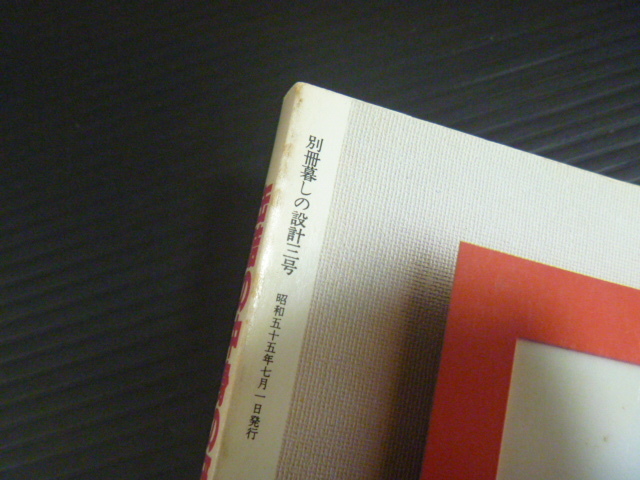 別冊暮しの設計三号
昭和五十五年七月一日発行